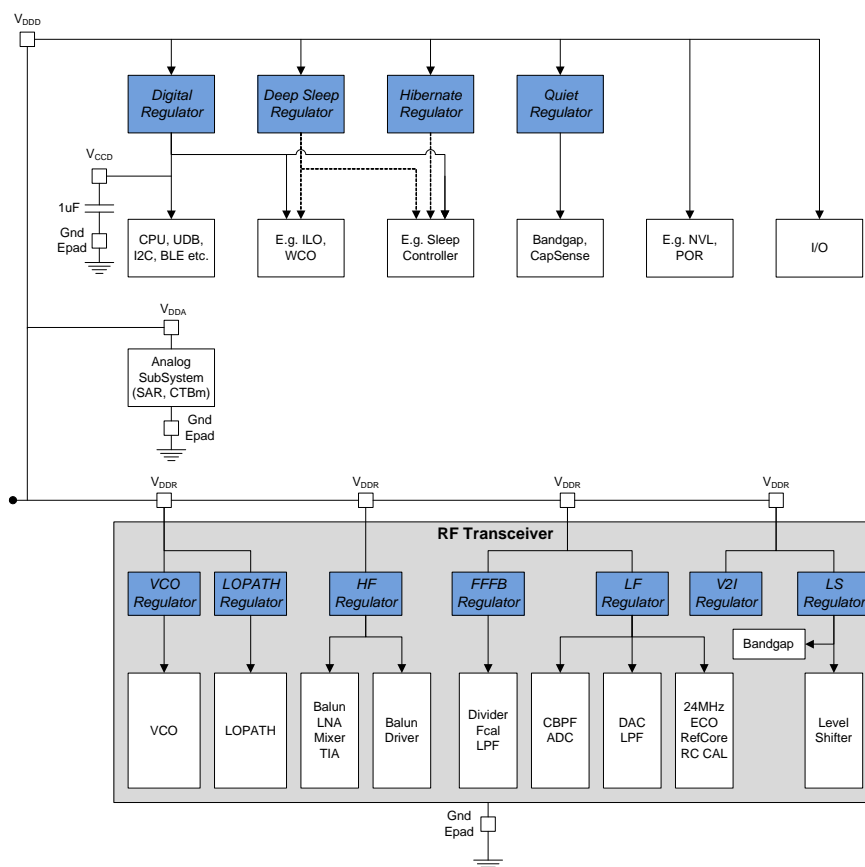 VDDD
Digital
Regulator
Deep Sleep
Regulator
Hibernate
Regulator
Quiet
Regulator
VCCD
1uF
Gnd
Epad
CPU, UDB,
I2C, BLE etc.
E.g. ILO,
WCO
E.g. Sleep
Controller
Bandgap,
CapSense
E.g. NVL,
POR
I/O
VDDA
Analog
SubSystem
(SAR, CTBm)
Gnd
Epad
VDDR
VDDR
VDDR
VDDR
RF Transceiver
VCO
Regulator
LOPATH
Regulator
HF
Regulator
FFFB
Regulator
LF
Regulator
V2I
Regulator
LS
Regulator
Bandgap
VCO
LOPATH
Balun
LNA
Mixer
TIA
Balun
Driver
Divider
Fcal
LPF
CBPF
ADC
DAC
LPF
24MHz
ECO
RefCore
RC CAL
Level
Shifter
Gnd
Epad